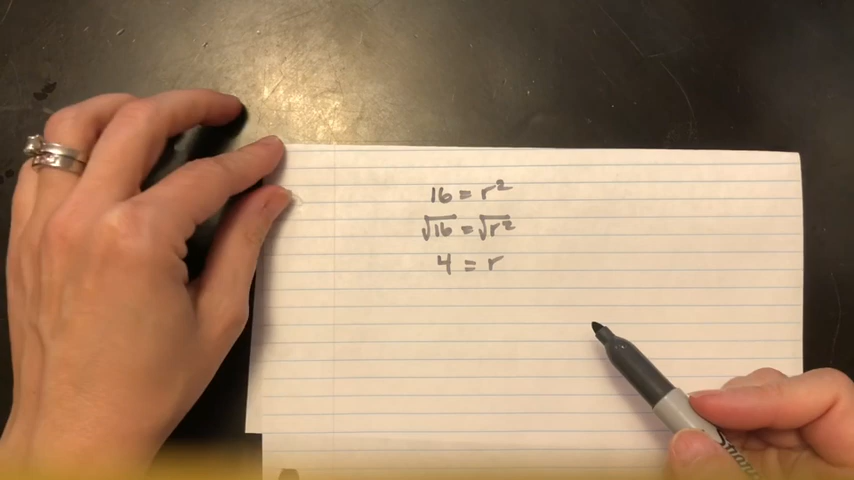 16 = r²
√16 = √r²
4 = r